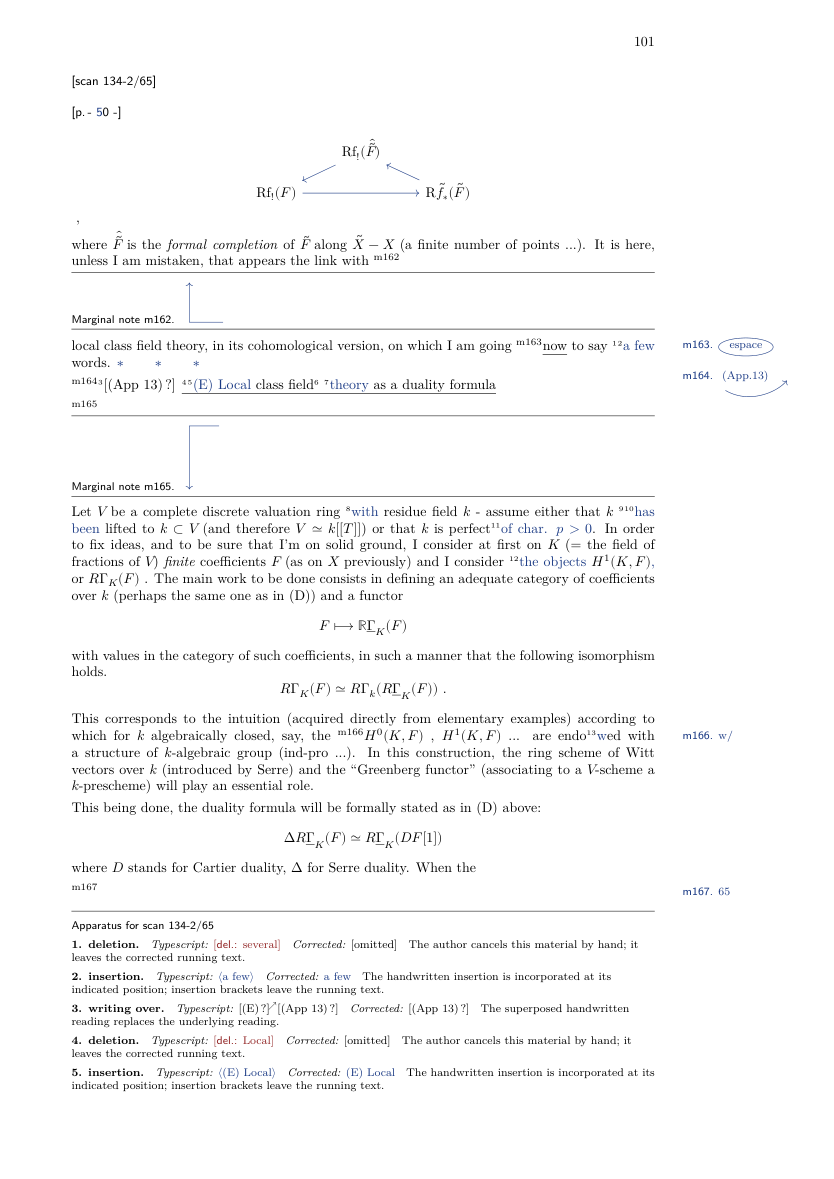 101
[scan 134-2/65]
[p. - 50 -]
Rf_!(\hat{\tilde{F}})
Rf_!(F) R\tilde{f}_*(\tilde{F})
,
where \hat{\tilde{F}} is the formal completion of F̃ along X̃ − X (a finite number of points ...). It is here,
unless I am mistaken, that appears the link with m162
Marginal note m162.
local class field theory, in its cohomological version, on which I am going m163now to say ¹²a few
words. * * *
m163. espace
m164₃[(App 13) ?] ⁴⁵(E) Local class field⁶ ⁷theory as a duality formula
m164. (App.13)
m165
Marginal note m165.
Let V be a complete discrete valuation ring ⁸with residue field k - assume either that k ⁹¹⁰has
been lifted to k ⊂ V (and therefore V ≃ k[[T]]) or that k is perfect¹¹of char. p > 0. In order
to fix ideas, and to be sure that I'm on solid ground, I consider at first on K (= the field of
fractions of V) finite coefficients F (as on X previously) and I consider ¹²the objects H¹(K, F),
or RΓ_K(F) . The main work to be done consists in defining an adequate category of coefficients
over k (perhaps the same one as in (D)) and a functor
F ⟼ ℝΓ_K(F)
with values in the category of such coefficients, in such a manner that the following isomorphism
holds.
RΓ_K(F) ≃ RΓ_k(RΓ_K(F)) .
This corresponds to the intuition (acquired directly from elementary examples) according to
which for k algebraically closed, say, the m166H⁰(K, F) , H¹(K, F) ... are endo¹³wed with
m166. w/
a structure of k-algebraic group (ind-pro ...). In this construction, the ring scheme of Witt
vectors over k (introduced by Serre) and the “Greenberg functor” (associating to a V-scheme a
k-prescheme) will play an essential role.
This being done, the duality formula will be formally stated as in (D) above:
ΔRΓ_K(F) ≃ RΓ_K(DF[1])
where D stands for Cartier duality, Δ for Serre duality. When the
m167
m167. 65
Apparatus for scan 134-2/65
1. deletion. Typescript: [del.: several] Corrected: [omitted] The author cancels this material by hand; it
leaves the corrected running text.
2. insertion. Typescript: ⟨a few⟩ Corrected: a few The handwritten insertion is incorporated at its
indicated position; insertion brackets leave the running text.
3. writing over. Typescript: [(E) ?]↗[(App 13) ?] Corrected: [(App 13) ?] The superposed handwritten
reading replaces the underlying reading.
4. deletion. Typescript: [del.: Local] Corrected: [omitted] The author cancels this material by hand; it
leaves the corrected running text.
5. insertion. Typescript: ⟨(E) Local⟩ Corrected: (E) Local The handwritten insertion is incorporated at its
indicated position; insertion brackets leave the running text.